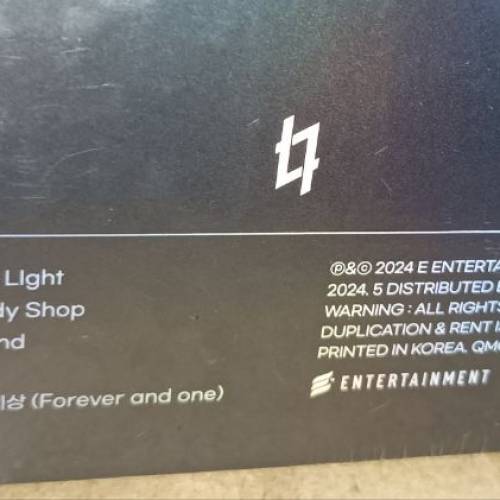 LIght
dy Shop
nd
상 (Forever and one)
℗&© 2024 E ENTERTA
2024. 5 DISTRIBUTED
WARNING : ALL RIGHTS
DUPLICATION & RENT I
PRINTED IN KOREA. QM
ENTERTAINMENT